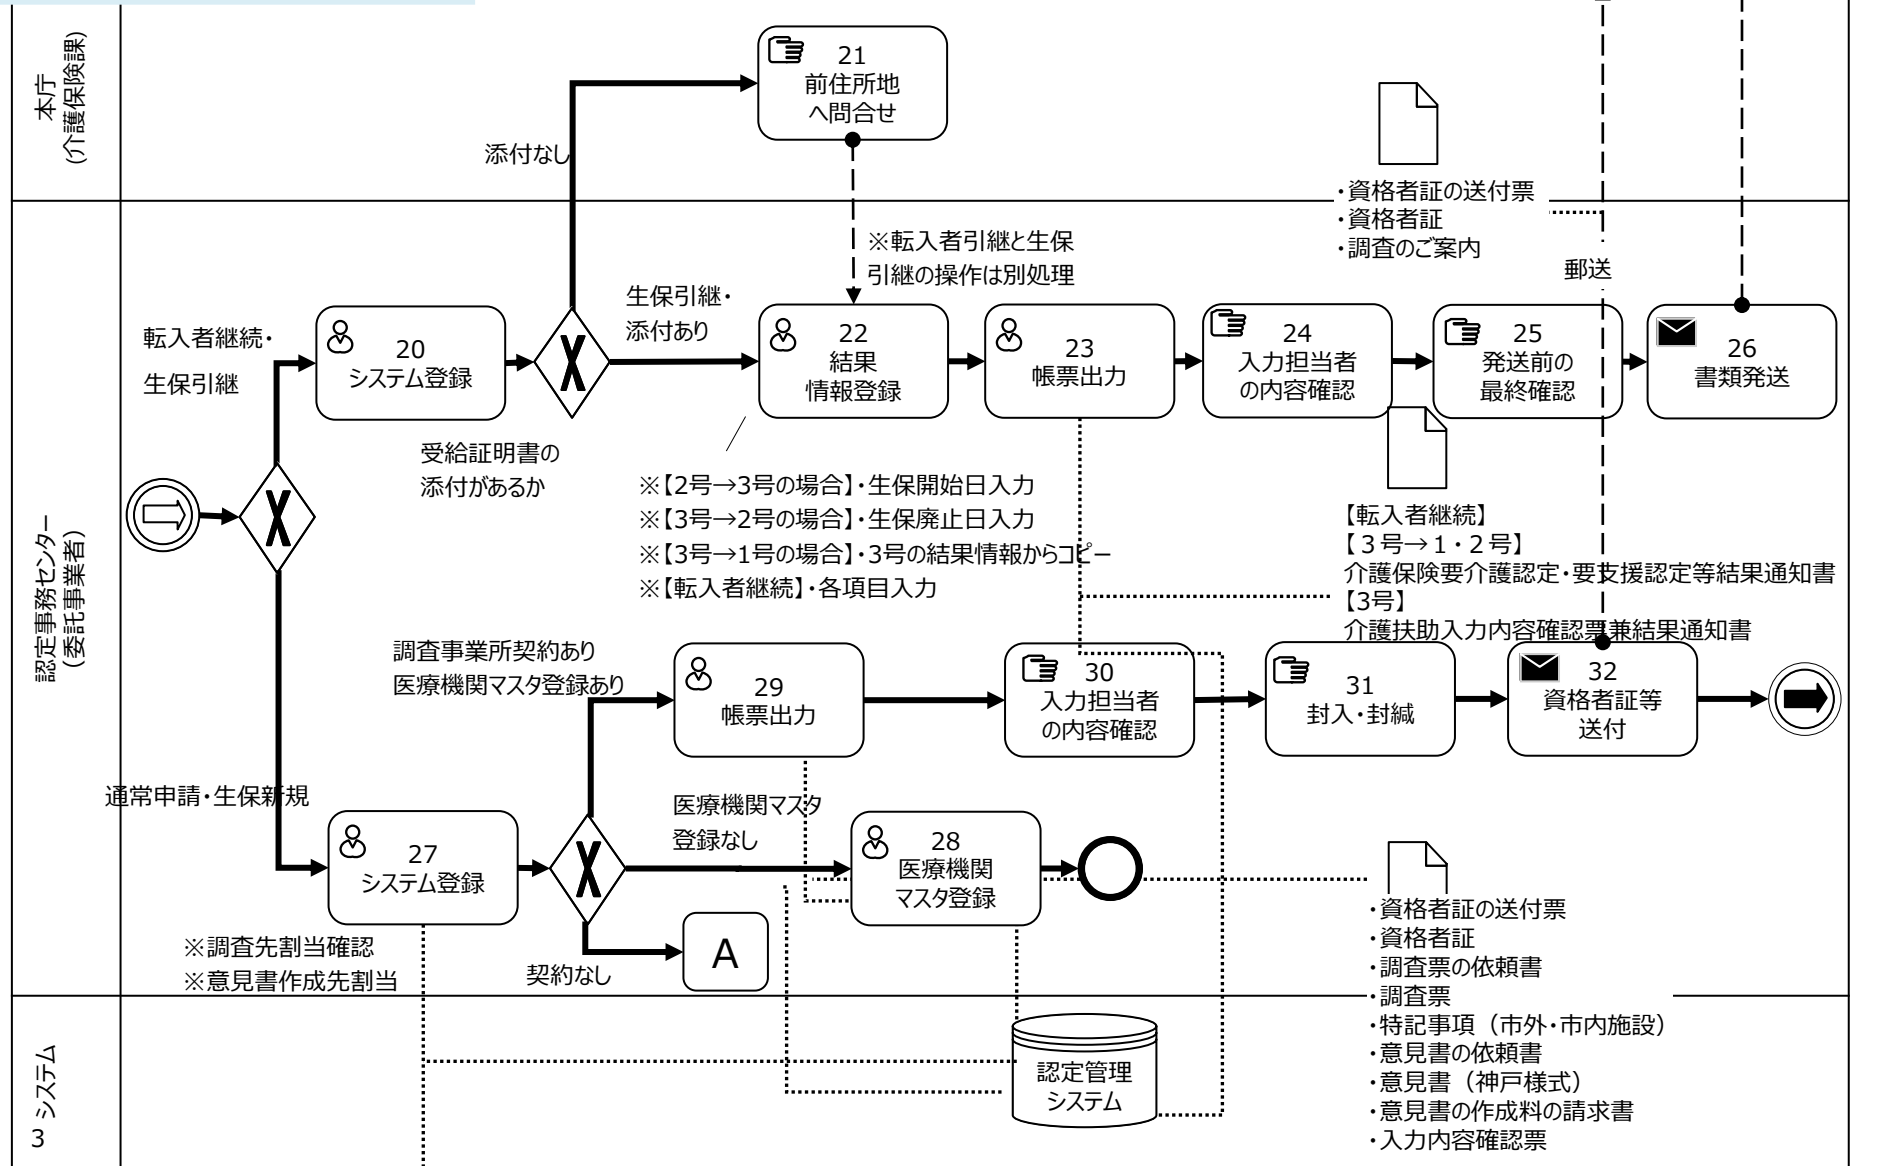 本庁
(介護保険課)
21
前住所地
へ問合せ
添付なし
・資格者証の送付票
・資格者証
・調査のご案内
郵送
※転入者引継と生保
引継の操作は別処理
認定事務センター
(委託事業者)
転入者継続・
生保引継
20
システム登録
受給証明書の
添付があるか
生保引継・
添付あり
22
結果
情報登録
23
帳票出力
24
入力担当者
の内容確認
25
発送前の
最終確認
26
書類発送
※【2号→3号の場合】・生保開始日入力
※【3号→2号の場合】・生保廃止日入力
※【3号→1号の場合】・3号の結果情報からコピー
※【転入者継続】・各項目入力
【転入者継続】
【３号→１・２号】
介護保険要介護認定・要支援認定等結果通知書
【3号】
介護扶助入力内容確認票兼結果通知書
調査事業所契約あり
医療機関マスタ登録あり
29
帳票出力
30
入力担当者
の内容確認
31
封入・封緘
32
資格者証等
送付
通常申請・生保新規
27
システム登録
医療機関マスタ
登録なし
28
医療機関
マスタ登録
※調査先割当確認
※意見書作成先割当
契約なし
A
・資格者証の送付票
・資格者証
・調査票の依頼書
・調査票
・特記事項（市外・市内施設）
・意見書の依頼書
・意見書（神戸様式）
・意見書の作成料の請求書
・入力内容確認票
システム
3
認定管理
システム